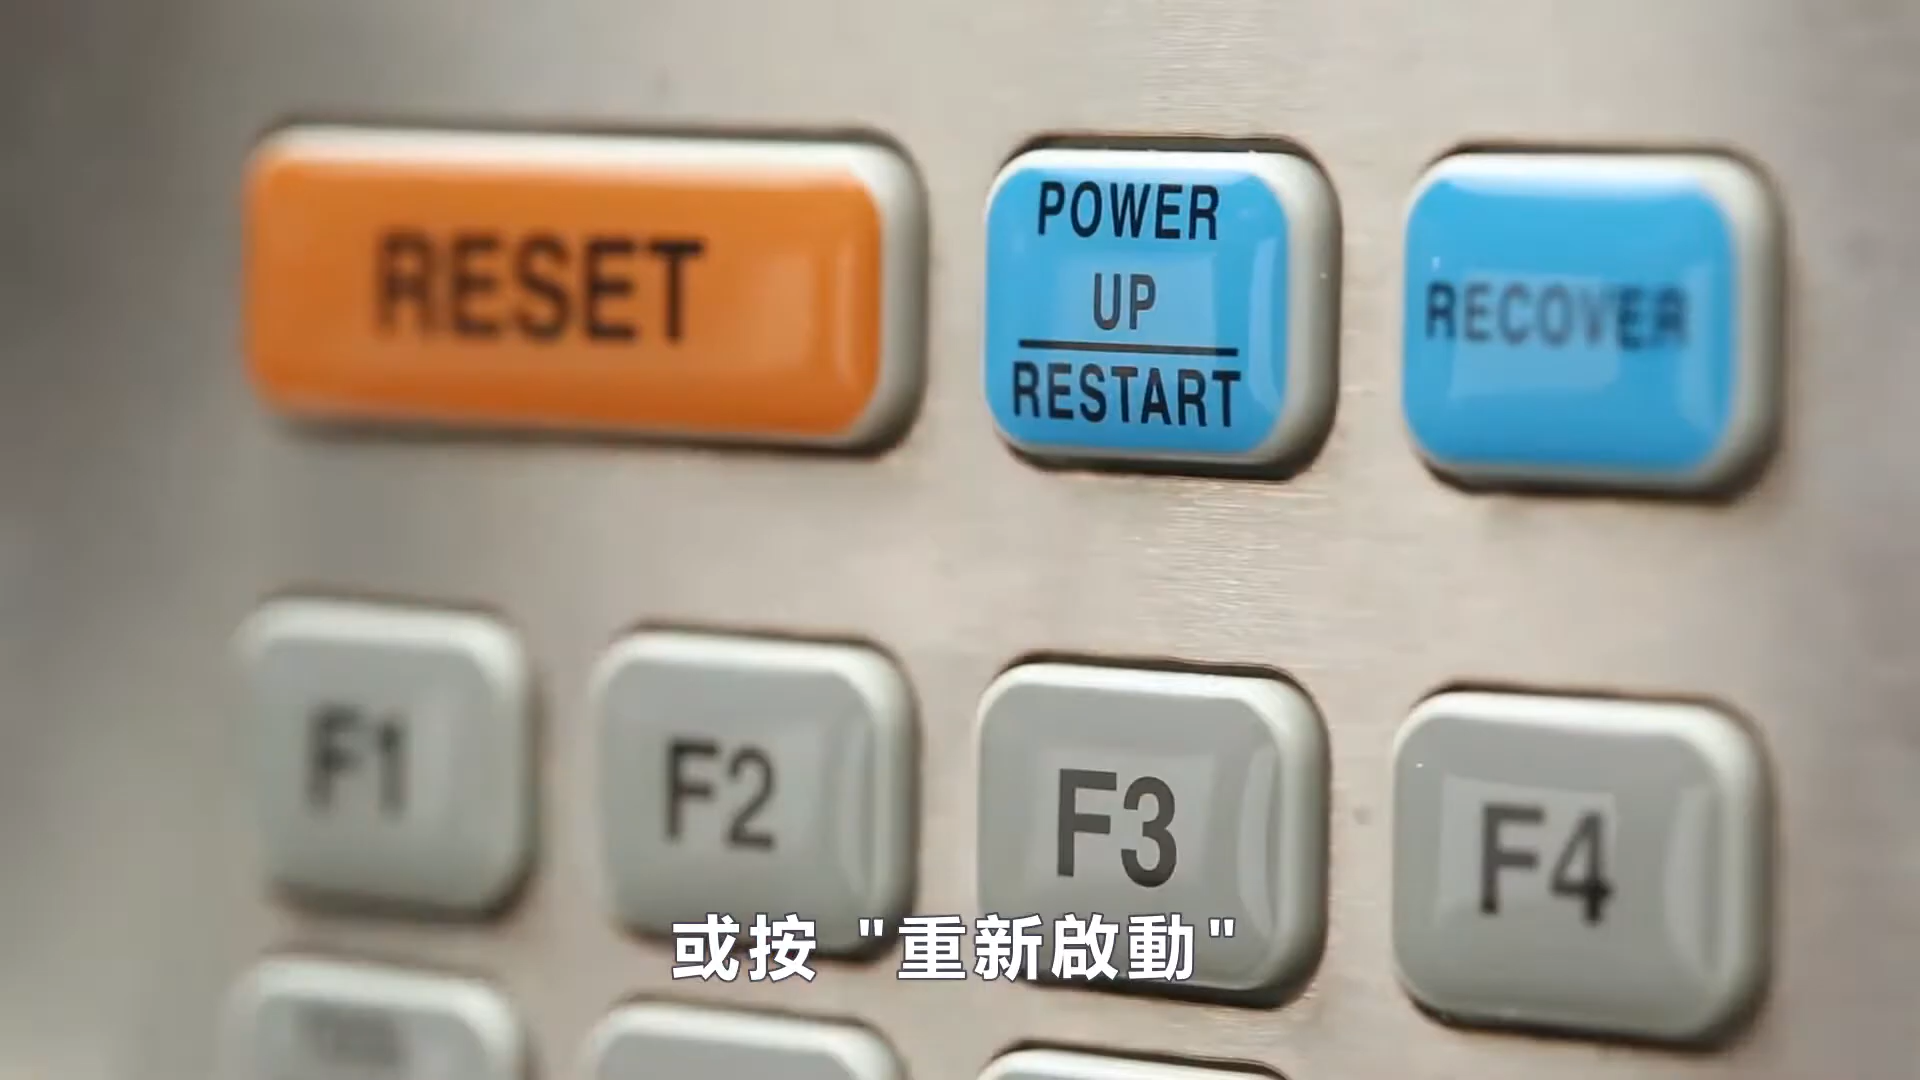 RESET
POWER
UP
RESTART
RECOVER
F1
F2
F3
F4
或按 "重新啟動"